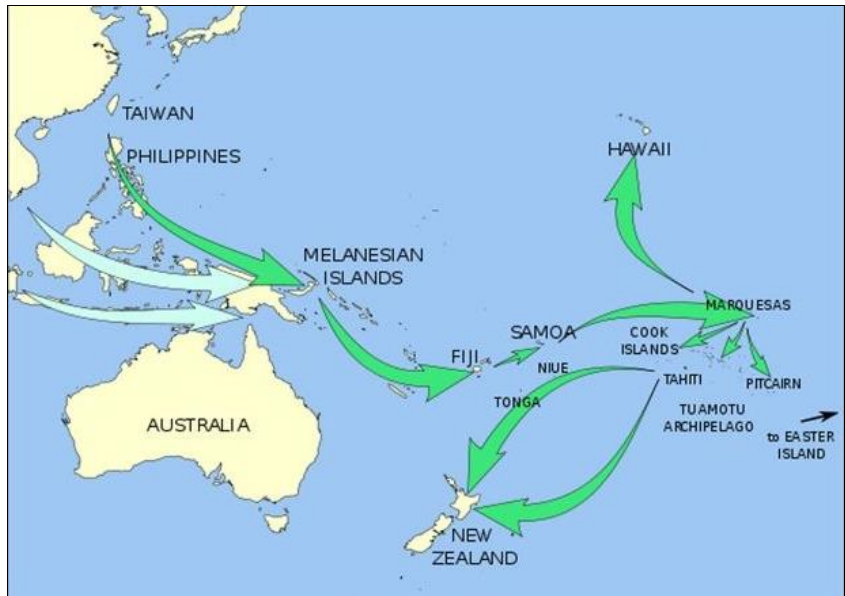 TAIWAN
PHILIPPINES
HAWAII
MELANESIAN
ISLANDS
MARQUESAS
SAMOA
COOK
ISLANDS
FIJI
NIUE
TAHITI
PITCAIRN
TONGA
TUAMOTU
ARCHIPELAGO
AUSTRALIA
to EASTER
ISLAND
NEW
ZEALAND